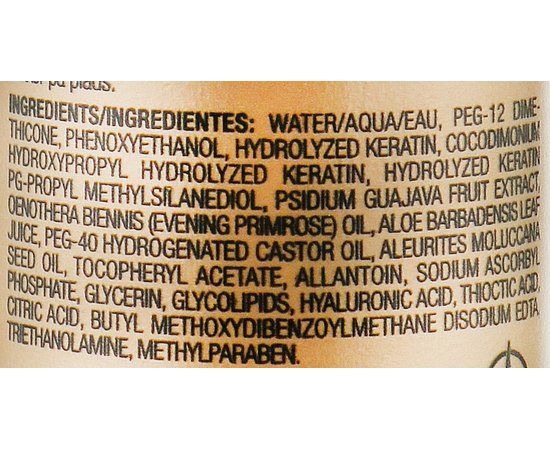 pa plaus.
INGREDIENTS/INGREDIENTES: WATER/AQUA/EAU, PEG-12 DIME-
THICONE, PHENOXYETHANOL, HYDROLYZED KERATIN, COCODIMONIUM
HYDROXYPROPYL HYDROLYZED KERATIN, HYDROLYZED KERATIN
PG-PROPYL METHYLSILANEDIOL, PSIDIUM GUAJAVA FRUIT EXTRACT,
OENOTHERA BIENNIS (EVENING PRIMROSE) OIL, ALOE BARBADENSIS LEAF
JUICE, PEG-40 HYDROGENATED CASTOR OIL, ALEURITES MOLUCCANA
SEED OIL, TOCOPHERYL ACETATE, ALLANTOIN, SODIUM ASCORBYL
PHOSPHATE, GLYCERIN, GLYCOLIPIDS, HYALURONIC ACID, THIOCTIC ACID,
CITRIC ACID, BUTYL METHOXYDIBENZOYLMETHANE DISODIUM EDTA,
TRIETHANOLAMINE, METHYLPARABEN.